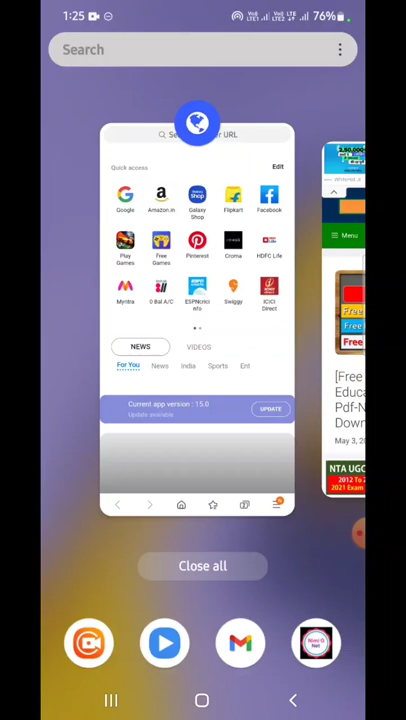 1:25 76%
Search
Search or URL
Quick access Edit
Google Amazon.in Galaxy Shop Flipkart Facebook
Play Games Free Games Pinterest Croma HDFC Life
Myntra 0 Bal A/C ESPNcricinfo Swiggy ICICI Direct
NEWS VIDEOS
For You News India Sports Ent
Current app version : 15.0
Update available
UPDATE
Menu
Free
Free
Free
[Free
Educa
Pdf-N
Down
May 3, 20
NTA UGC
2012 To 2
2021 Exam
Close all